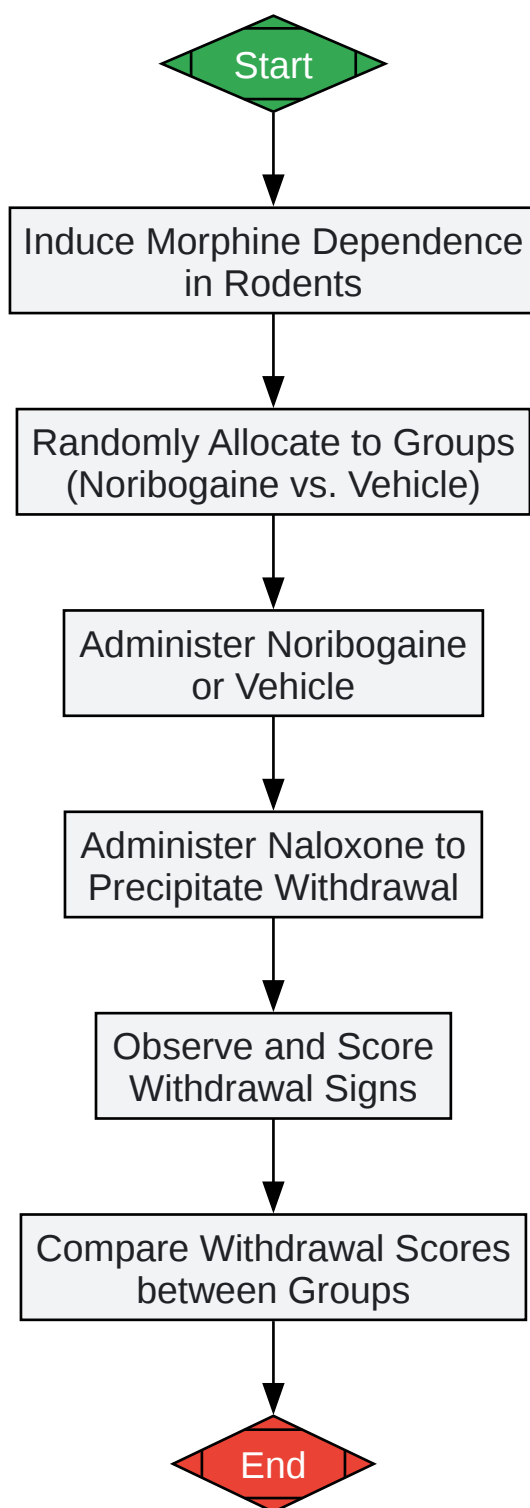 Start
Induce Morphine Dependence
in Rodents
Randomly Allocate to Groups
(Noribogaine vs. Vehicle)
Administer Noribogaine
or Vehicle
Administer Naloxone to
Precipitate Withdrawal
Observe and Score
Withdrawal Signs
Compare Withdrawal Scores
between Groups
End